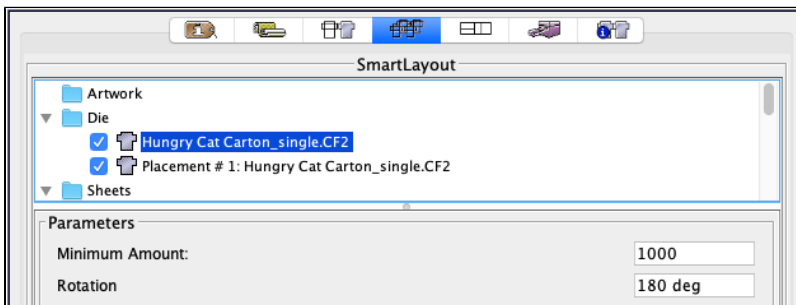 SmartLayout
Artwork
Die
Hungry Cat Carton_single.CF2
Placement # 1: Hungry Cat Carton_single.CF2
Sheets
Parameters
Minimum Amount: 1000
Rotation 180 deg